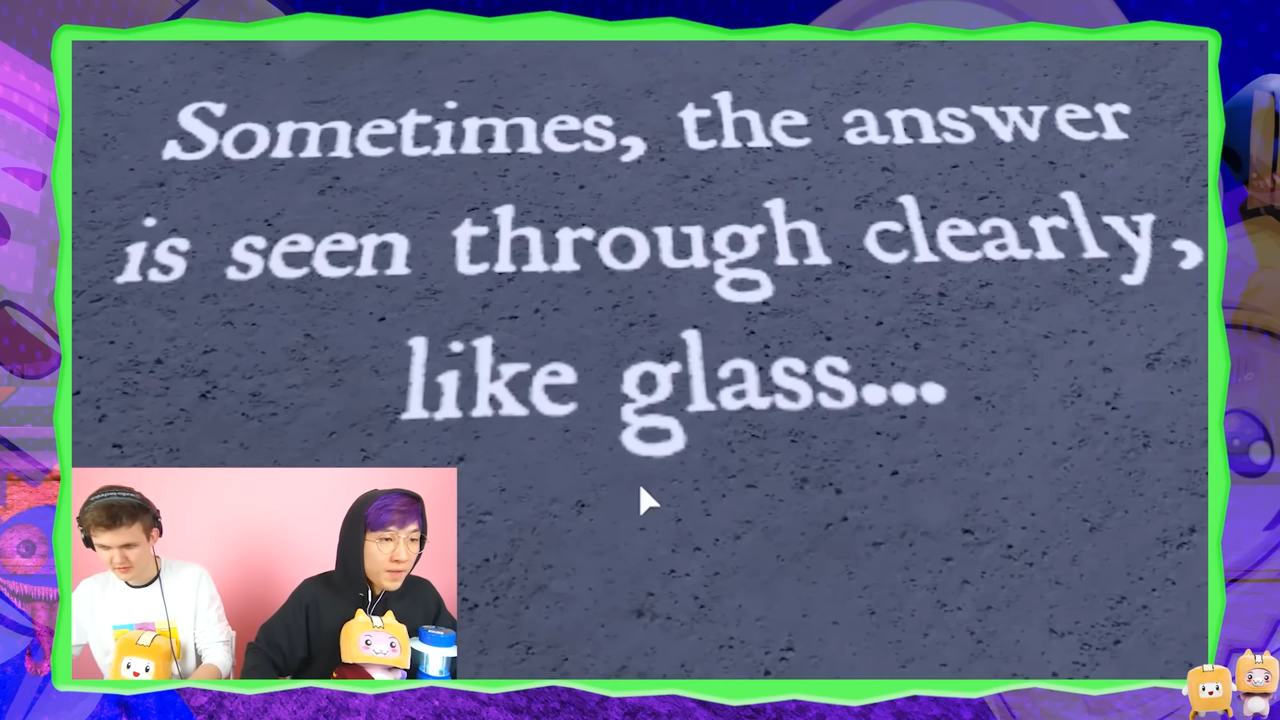 Sometimes, the answer
is seen through clearly,
like glass...